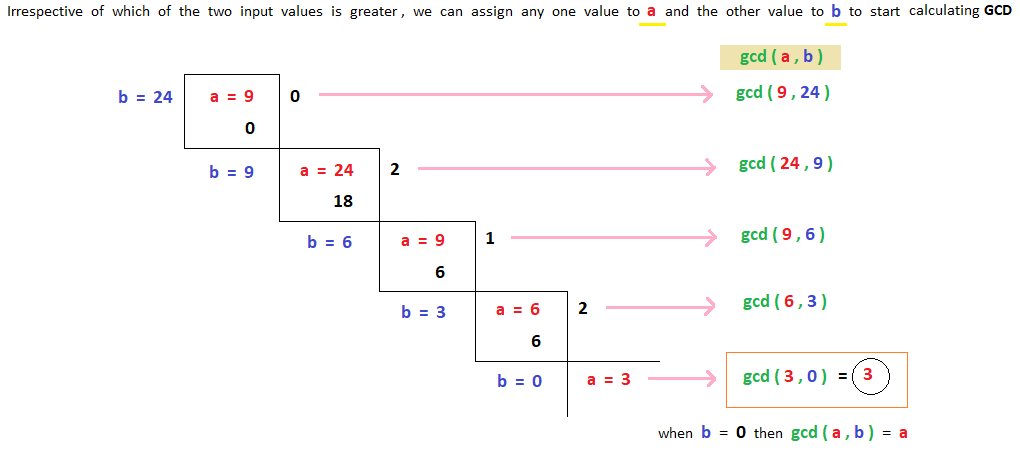 Irrespective of which of the two input values is greater, we can assign any one value to a and the other value to b to start calculating GCD
gcd ( a , b )
b = 24 a = 9 0 gcd ( 9 , 24 )
0
b = 9 a = 24 2 gcd ( 24 , 9 )
18
b = 6 a = 9 1 gcd ( 9 , 6 )
6
b = 3 a = 6 2 gcd ( 6 , 3 )
6
b = 0 a = 3 gcd ( 3 , 0 ) = 3
when b = 0 then gcd ( a , b ) = a